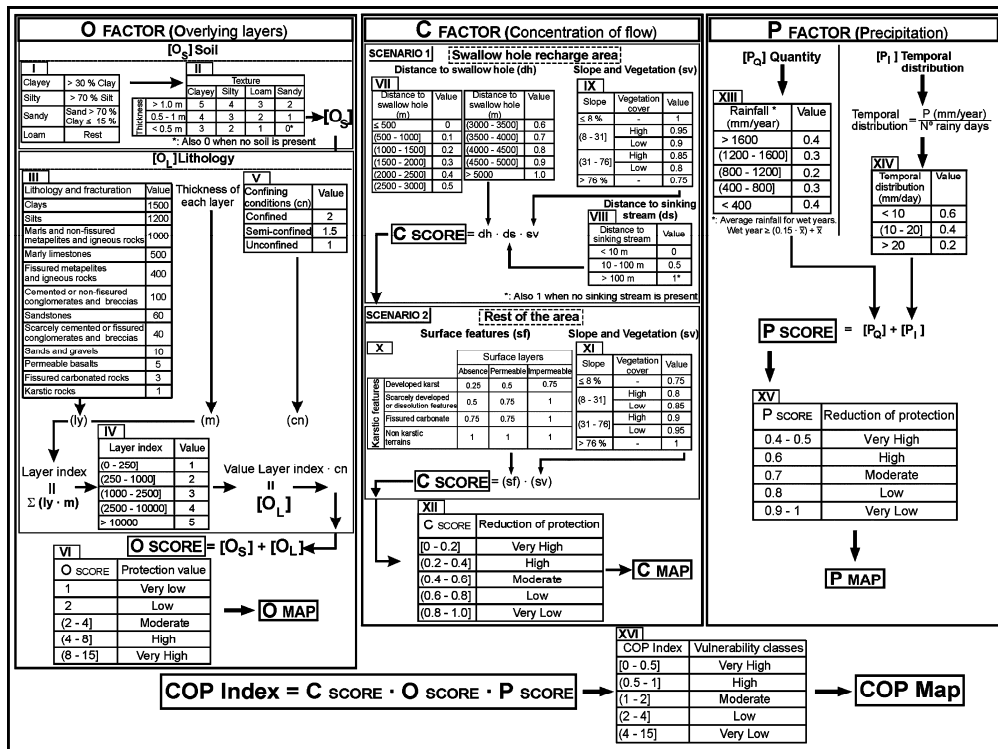 O FACTOR (Overlying layers)
[OS] Soil
I
Clayey > 30 % Clay
Silty > 70 % Silt
Sandy Sand > 70 % Clay ≤ 15 %
Loam Rest
II
Texture
Clayey Silty Loam Sandy
Thickness
> 1.0 m 5 4 3 2
0.5 - 1 m 4 3 2 1
< 0.5 m 3 2 1 0*
*: Also 0 when no soil is present
[OS]
[OL] Lithology
III
Lithology and fracturation Value
Clays 1500
Silts 1200
Marls and non-fissured metapelites and igneous rocks 1000
Marly limestones 500
Fissured metapelites and igneous rocks 400
Cemented or non-fissured conglomerates and breccias 100
Sandstones 60
Scarcely cemented or fissured conglomerates and breccias 40
Sands and gravels 10
Permeable basalts 5
Fissured carbonated rocks 3
Karstic rocks 1
Thickness of
each layer
V
Confining conditions (cn) Value
Confined 2
Semi-confined 1.5
Unconfined 1
(ly)
(m)
(cn)
Layer index
=
Σ (ly · m)
IV
Layer index Value
(0 - 250] 1
(250 - 1000] 2
(1000 - 2500] 3
(2500 - 10000] 4
> 10000 5
Value Layer index · cn
=
[OL]
O SCORE = [OS] + [OL]
VI
O SCORE Protection value
1 Very low
2 Low
(2 - 4] Moderate
(4 - 8] High
(8 - 15] Very High
O MAP
C FACTOR (Concentration of flow)
SCENARIO 1
Swallow hole recharge area
Distance to swallow hole (dh)
VII
Distance to swallow hole (m) Value
≤ 500 0
(500 - 1000] 0.1
(1000 - 1500] 0.2
(1500 - 2000] 0.3
(2000 - 2500] 0.4
(2500 - 3000] 0.5
Distance to swallow hole (m) Value
(3000 - 3500] 0.6
(3500 - 4000] 0.7
(4000 - 4500] 0.8
(4500 - 5000] 0.9
> 5000 1.0
Slope and Vegetation (sv)
IX
Slope Vegetation cover Value
≤ 8 % - 1
(8 - 31] High 0.95
Low 0.9
(31 - 76] High 0.85
Low 0.8
> 76 % - 0.75
Distance to sinking
stream (ds)
VIII
Distance to sinking stream Value
< 10 m 0
10 - 100 m 0.5
> 100 m 1*
*: Also 1 when no sinking stream is present
C SCORE = dh · ds · sv
SCENARIO 2
Rest of the area
Surface features (sf)
X
Surface layers
Absence Permeable Impermeable
Karstic features
Developed karst 0.25 0.5 0.75
Scarcely developed or dissolution features 0.5 0.75 1
Fissured carbonate 0.75 0.75 1
Non karstic terrains 1 1 1
Slope and Vegetation (sv)
XI
Slope Vegetation cover Value
≤ 8 % - 0.75
(8 - 31] High 0.8
Low 0.85
(31 - 76] High 0.9
Low 0.95
> 76 % - 1
C SCORE = (sf) · (sv)
XII
C SCORE Reduction of protection
[0 - 0.2] Very High
(0.2 - 0.4] High
(0.4 - 0.6] Moderate
(0.6 - 0.8] Low
(0.8 - 1.0] Very Low
C MAP
P FACTOR (Precipitation)
[PQ] Quantity
XIII
Rainfall * (mm/year) Value
> 1600 0.4
(1200 - 1600] 0.3
(800 - 1200] 0.2
(400 - 800] 0.3
< 400 0.4
*: Average rainfall for wet years.
Wet year ≥ (0.15 · x̄) + x̄
[PI] Temporal
distribution
Temporal distribution = P (mm/year) / Nº rainy days
XIV
Temporal distribution (mm/day) Value
< 10 0.6
(10 - 20] 0.4
> 20 0.2
P SCORE = [PQ] + [PI]
XV
P SCORE Reduction of protection
0.4 - 0.5 Very High
0.6 High
0.7 Moderate
0.8 Low
0.9 - 1 Very Low
P MAP
COP Index = C SCORE · O SCORE · P SCORE
XVI
COP Index Vulnerability classes
[0 - 0.5] Very High
(0.5 - 1] High
(1 - 2] Moderate
(2 - 4] Low
(4 - 15] Very Low
COP Map